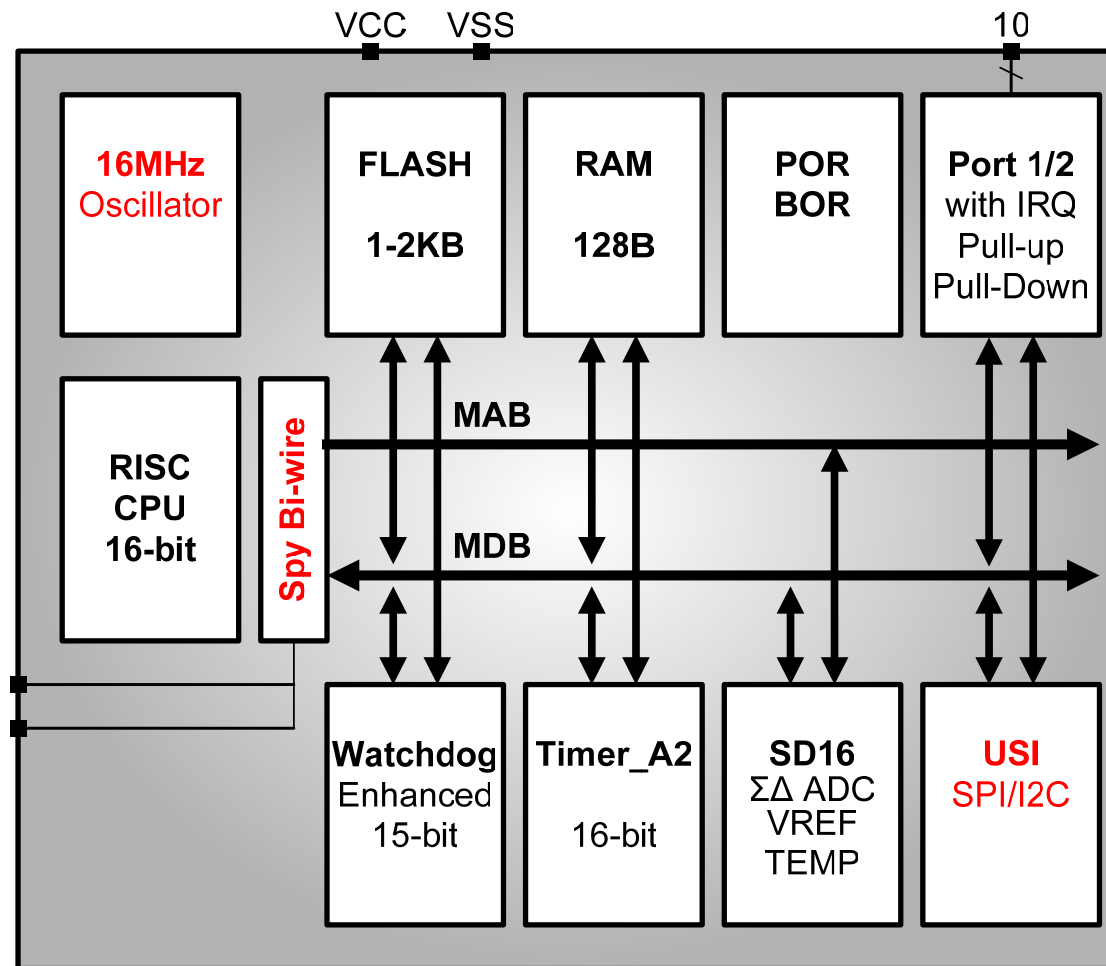 VCC
VSS
10
16MHz
Oscillator
FLASH
1-2KB
RAM
128B
POR
BOR
Port 1/2
with IRQ
Pull-up
Pull-Down
RISC
CPU
16-bit
Spy Bi-wire
MAB
MDB
Watchdog
Enhanced
15-bit
Timer_A2
16-bit
SD16
ΣΔ ADC
VREF
TEMP
USI
SPI/I2C